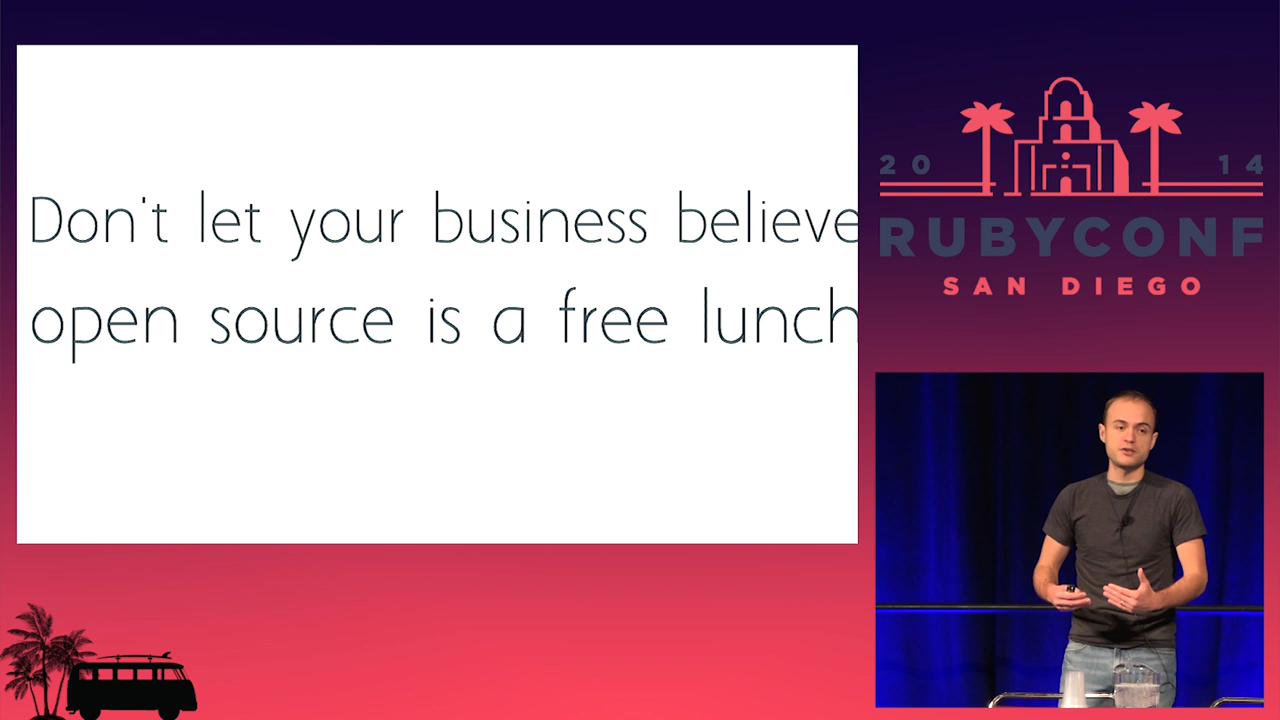 Don't let your business believe
open source is a free lunch
20 14
RUBYCONF
SAN DIEGO